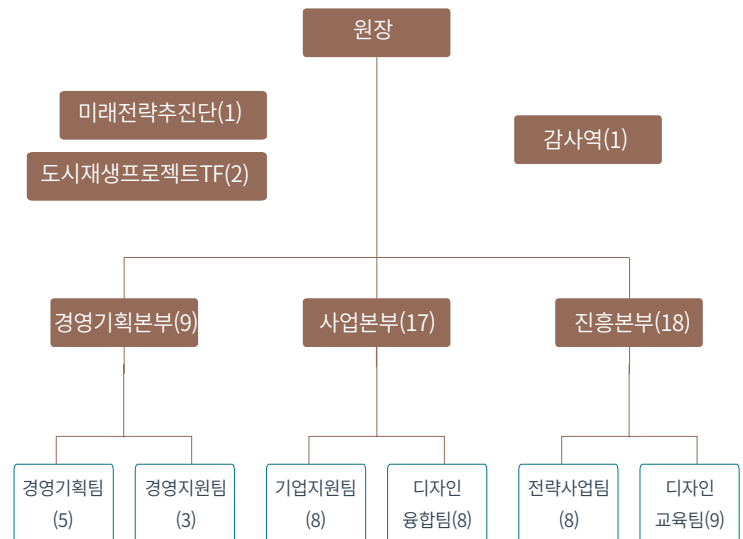 원장
미래전략추진단(1)
감사역(1)
도시재생프로젝트TF(2)
경영기획본부(9)
사업본부(17)
진흥본부(18)
경영기획팀
(5)
경영지원팀
(3)
기업지원팀
(8)
디자인
융합팀(8)
전략사업팀
(8)
디자인
교육팀(9)